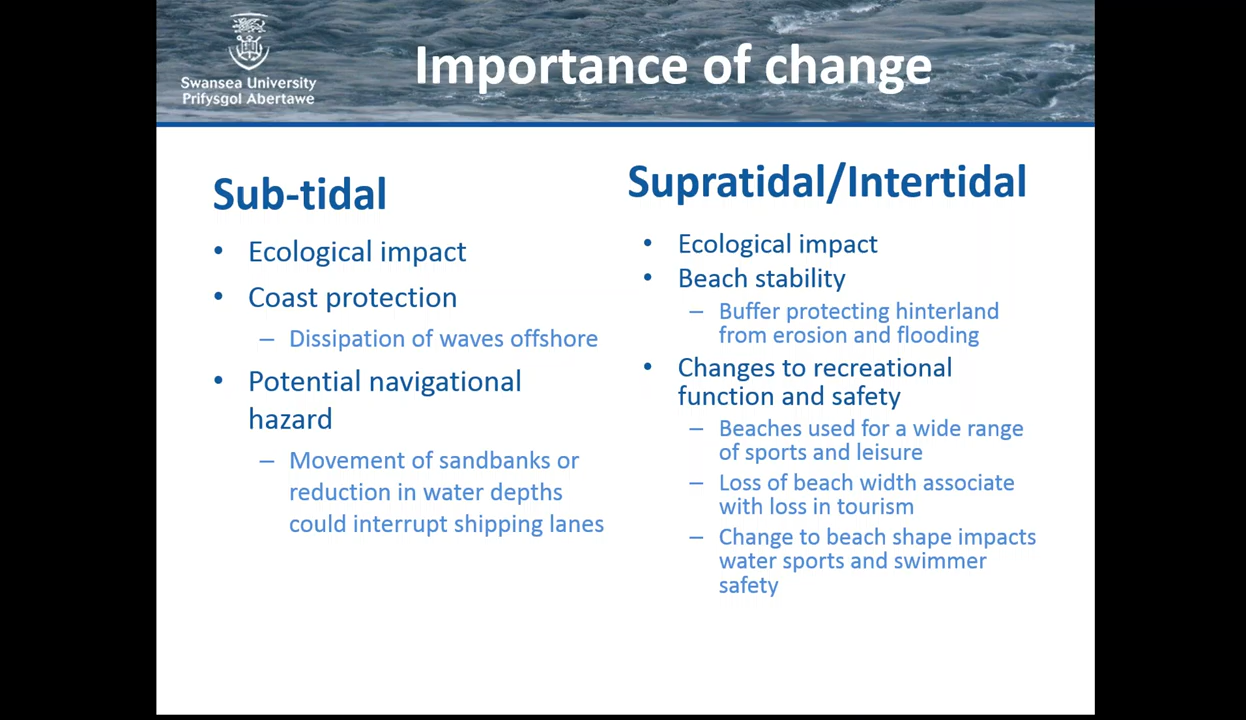 Swansea University
Prifysgol Abertawe
Importance of change
Sub-tidal
• Ecological impact
• Coast protection
– Dissipation of waves offshore
• Potential navigational
hazard
– Movement of sandbanks or
reduction in water depths
could interrupt shipping lanes
Supratidal/Intertidal
• Ecological impact
• Beach stability
– Buffer protecting hinterland
from erosion and flooding
• Changes to recreational
function and safety
– Beaches used for a wide range
of sports and leisure
– Loss of beach width associate
with loss in tourism
– Change to beach shape impacts
water sports and swimmer
safety